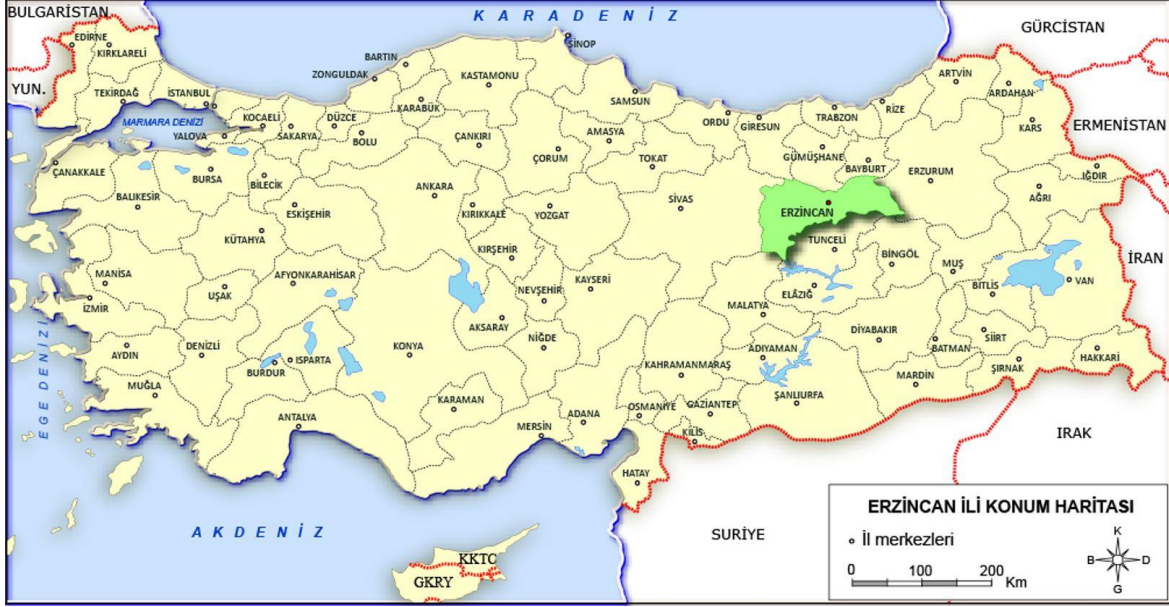 BULGARİSTAN
KARADENİZ
GÜRCİSTAN
EDİRNE
KIRKLARELİ
SİNOP
BARTIN
ZONGULDAK
KASTAMONU
ARTVİN
YUN.
TEKİRDAĞ
İSTANBUL
KARABÜK
SAMSUN
ARDAHAN
MARMARA DENİZİ
KOCAELİ
DÜZCE
ORDU
GİRESUN
TRABZON
RİZE
KARS
ERMENİSTAN
YALOVA
SAKARYA
BOLU
ÇANKIRI
AMASYA
ÇORUM
TOKAT
GÜMÜŞHANE
BAYBURT
ÇANAKKALE
BURSA
BİLECİK
ERZURUM
IĞDIR
BALIKESİR
ANKARA
KIRIKKALE
YOZGAT
SİVAS
AĞRI
ESKİŞEHİR
ERZİNCAN
KÜTAHYA
TUNCELİ
KIRŞEHİR
BİNGÖL
MUŞ
İRAN
MANİSA
AFYONKARAHİSAR
KAYSERİ
UŞAK
NEVŞEHİR
ELAZIĞ
BİTLİS
VAN
İZMİR
MALATYA
AKSARAY
DİYABAKIR
NİĞDE
SİİRT
BATMAN
EGE DENİZİ
AYDIN
DENİZLİ
KONYA
ADIYAMAN
HAKKARİ
BURDUR
ISPARTA
KAHRAMANMARAŞ
ŞIRNAK
MARDİN
MUĞLA
ŞANLIURFA
KARAMAN
OSMANİYE
GAZİANTEP
ANTALYA
ADANA
MERSİN
KİLİS
IRAK
HATAY
AKDENİZ
SURİYE
KKTC
GKRY
ERZİNCAN İLİ KONUM HARİTASI
İl merkezleri
K
B D
G
0 100 200
Km